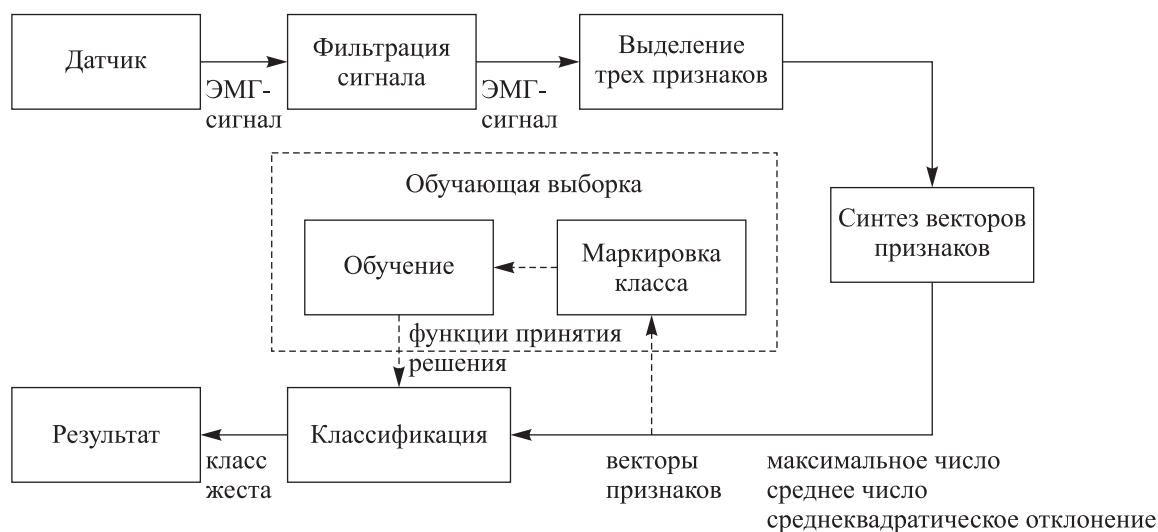 Датчик
ЭМГ-
сигнал
Фильтрация
сигнала
ЭМГ-
сигнал
Выделение
трех признаков
Обучающая выборка
Синтез векторов
признаков
Обучение
Маркировка
класса
функции принятия
решения
Результат
класс
жеста
Классификация
векторы
признаков
максимальное число
среднее число
среднеквадратическое отклонение